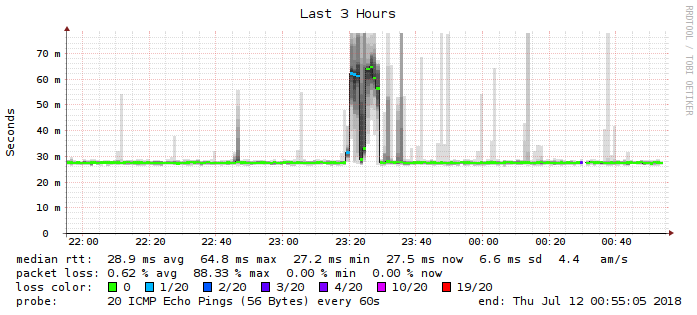 Last 3 Hours
RRDTOOL / TOBI OETIKER
Seconds
70 m
60 m
50 m
40 m
30 m
20 m
10 m
0
22:00 22:20 22:40 23:00 23:20 23:40 00:00 00:20 00:40
median rtt: 28.9 ms avg 64.8 ms max 27.2 ms min 27.5 ms now 6.6 ms sd 4.4 am/s
packet loss: 0.62 % avg 88.33 % max 0.00 % min 0.00 % now
loss color: 0 1/20 2/20 3/20 4/20 10/20 19/20
probe: 20 ICMP Echo Pings (56 Bytes) every 60s end: Thu Jul 12 00:55:05 2018